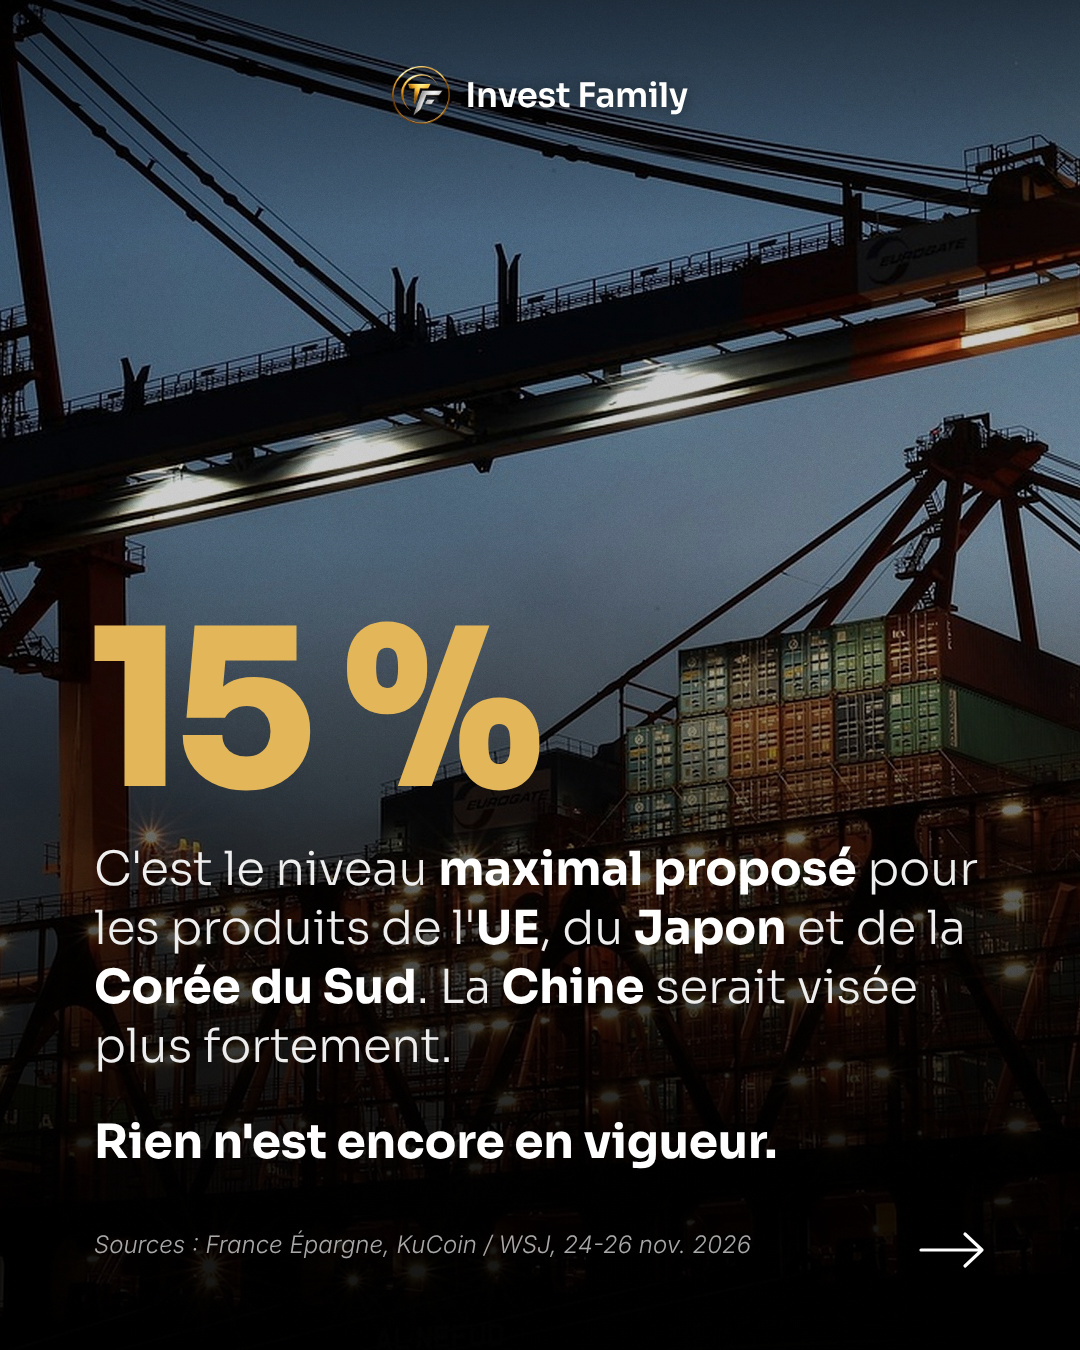 Invest Family
EUROGATE
15 %
EUROGATE
C'est le niveau maximal proposé pour
les produits de l'UE, du Japon et de la
Corée du Sud. La Chine serait visée
plus fortement.
Rien n'est encore en vigueur.
Sources : France Épargne, KuCoin / WSJ, 24-26 nov. 2026